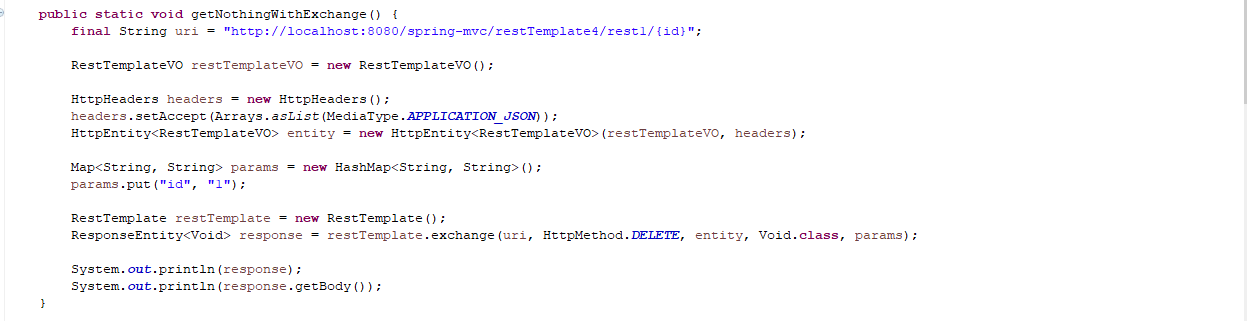 public static void getNothingWithExchange() {
final String uri = "http://localhost:8080/spring-mvc/restTemplate4/rest1/{id}";
RestTemplateVO restTemplateVO = new RestTemplateVO();
HttpHeaders headers = new HttpHeaders();
headers.setAccept(Arrays.asList(MediaType.APPLICATION_JSON));
HttpEntity<RestTemplateVO> entity = new HttpEntity<RestTemplateVO>(restTemplateVO, headers);
Map<String, String> params = new HashMap<String, String>();
params.put("id", "1");
RestTemplate restTemplate = new RestTemplate();
ResponseEntity<Void> response = restTemplate.exchange(uri, HttpMethod.DELETE, entity, Void.class, params);
System.out.println(response);
System.out.println(response.getBody());
}